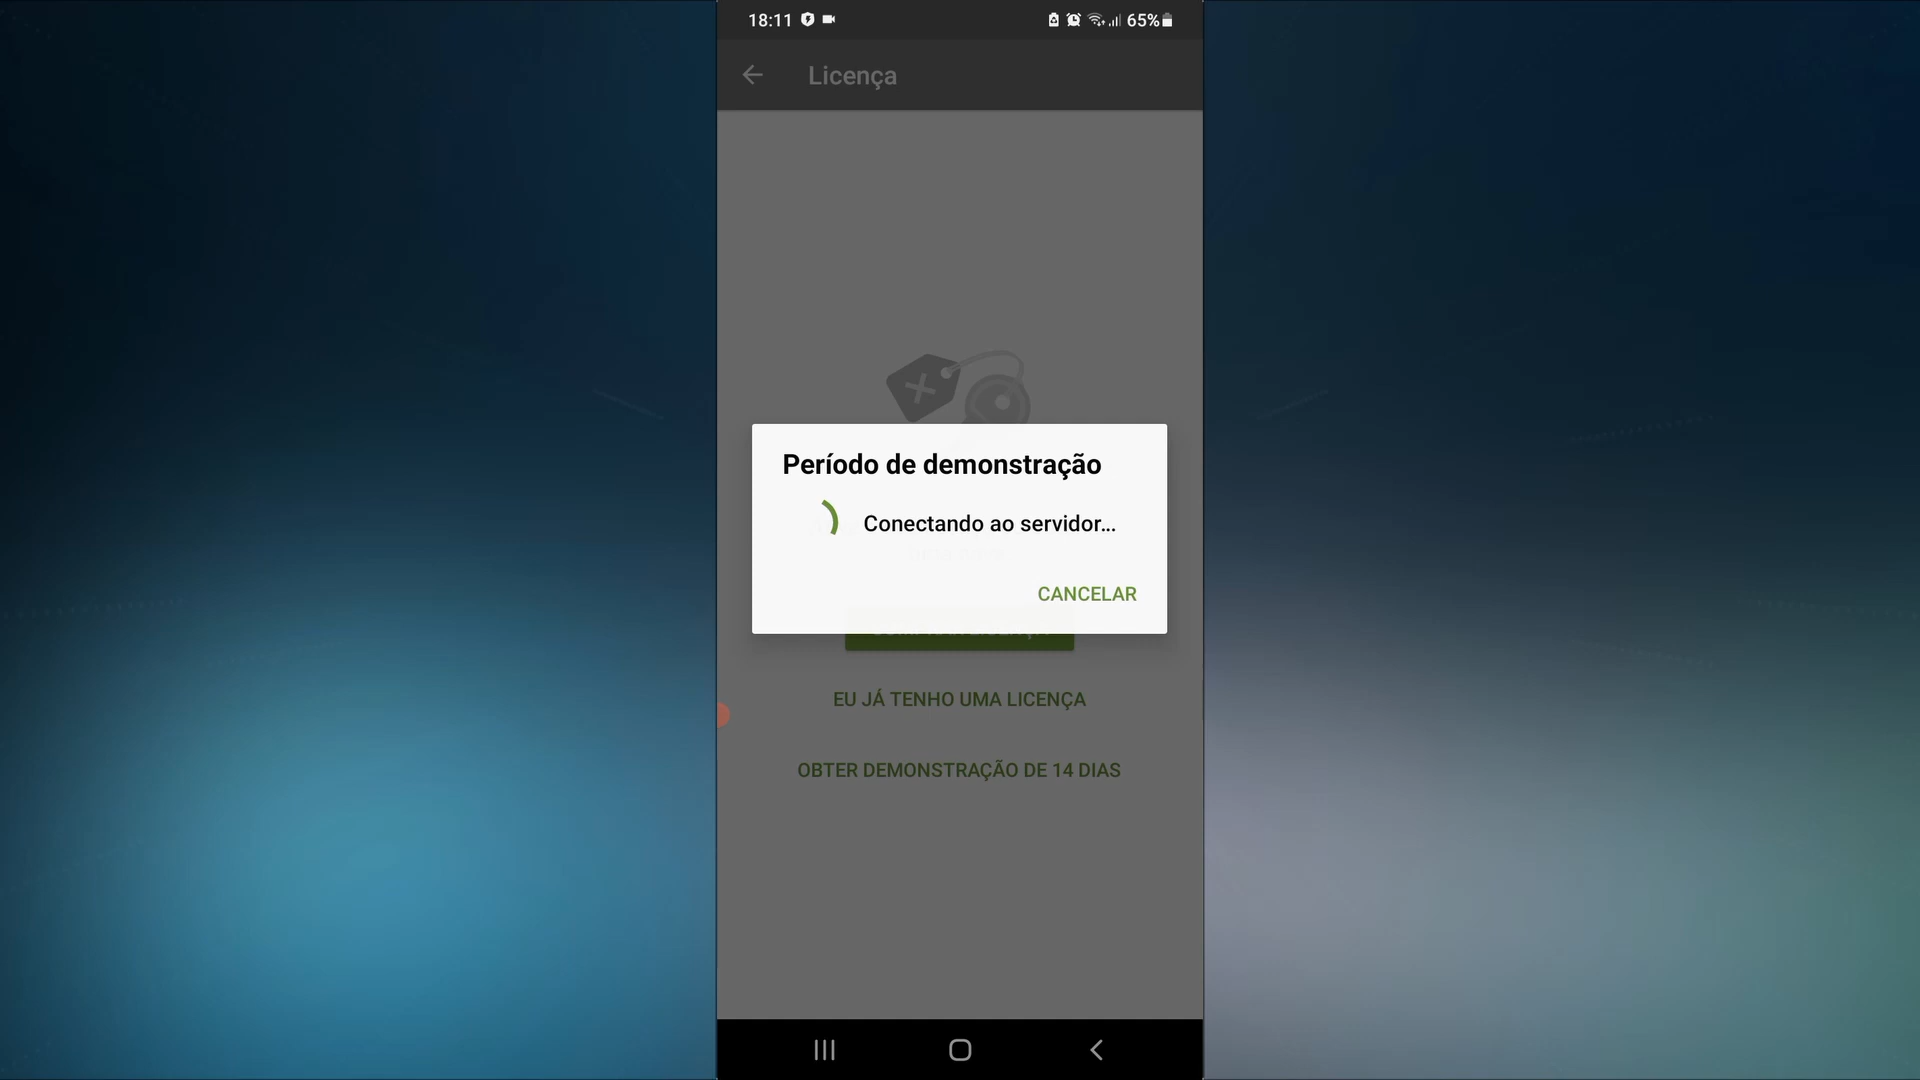 18:11
65%
Licença
Período de demonstração
Conectando ao servidor...
CANCELAR
EU JÁ TENHO UMA LICENÇA
OBTER DEMONSTRAÇÃO DE 14 DIAS